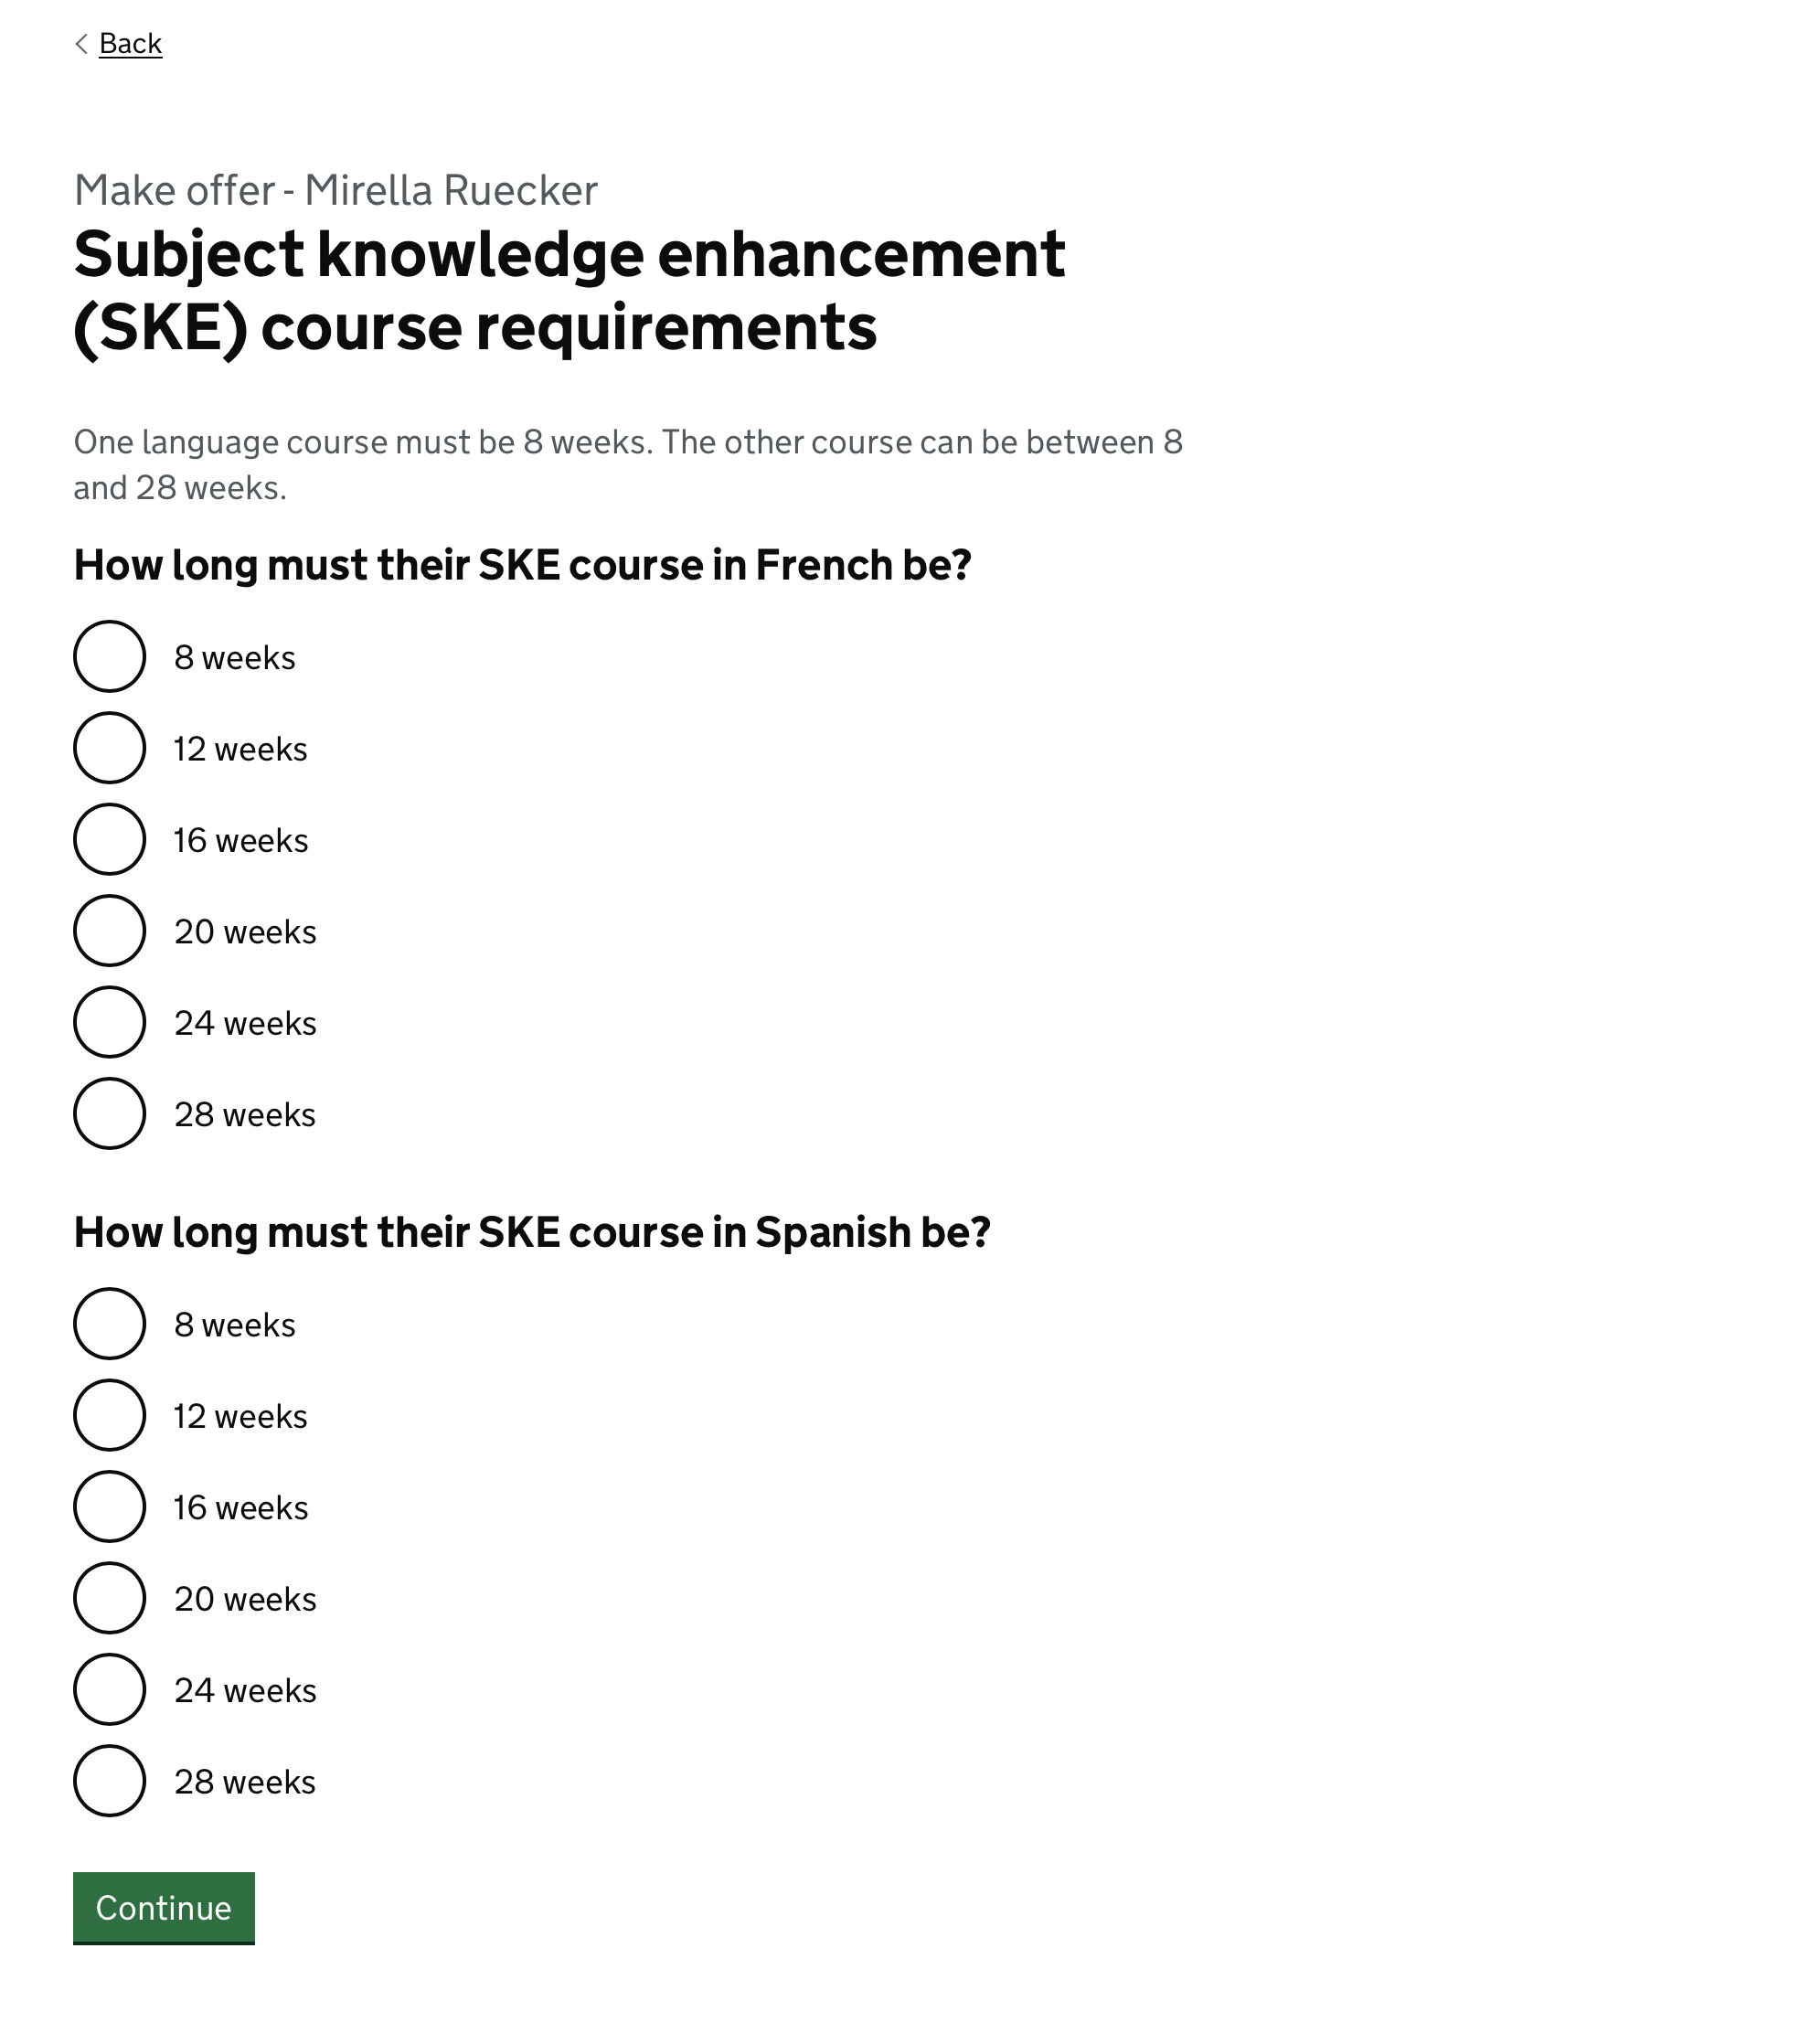 Back
Make offer - Mirella Ruecker
Subject knowledge enhancement
(SKE) course requirements
One language course must be 8 weeks. The other course can be between 8
and 28 weeks.
How long must their SKE course in French be?
8 weeks
12 weeks
16 weeks
20 weeks
24 weeks
28 weeks
How long must their SKE course in Spanish be?
8 weeks
12 weeks
16 weeks
20 weeks
24 weeks
28 weeks
Continue